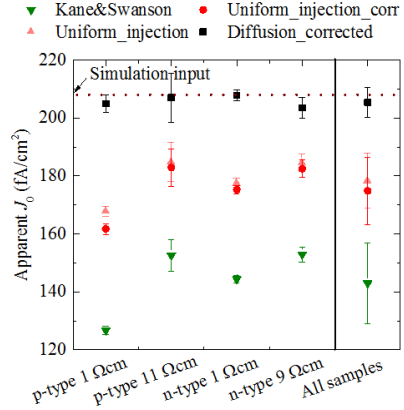 Kane&Swanson
Uniform_injection_corr
Uniform_injection
Diffusion_corrected
220
Simulation input
200
180
160
140
120
Apparent J0 (fA/cm²)
p-type 1 Ωcm
p-type 11 Ωcm
n-type 1 Ωcm
n-type 9 Ωcm
All samples